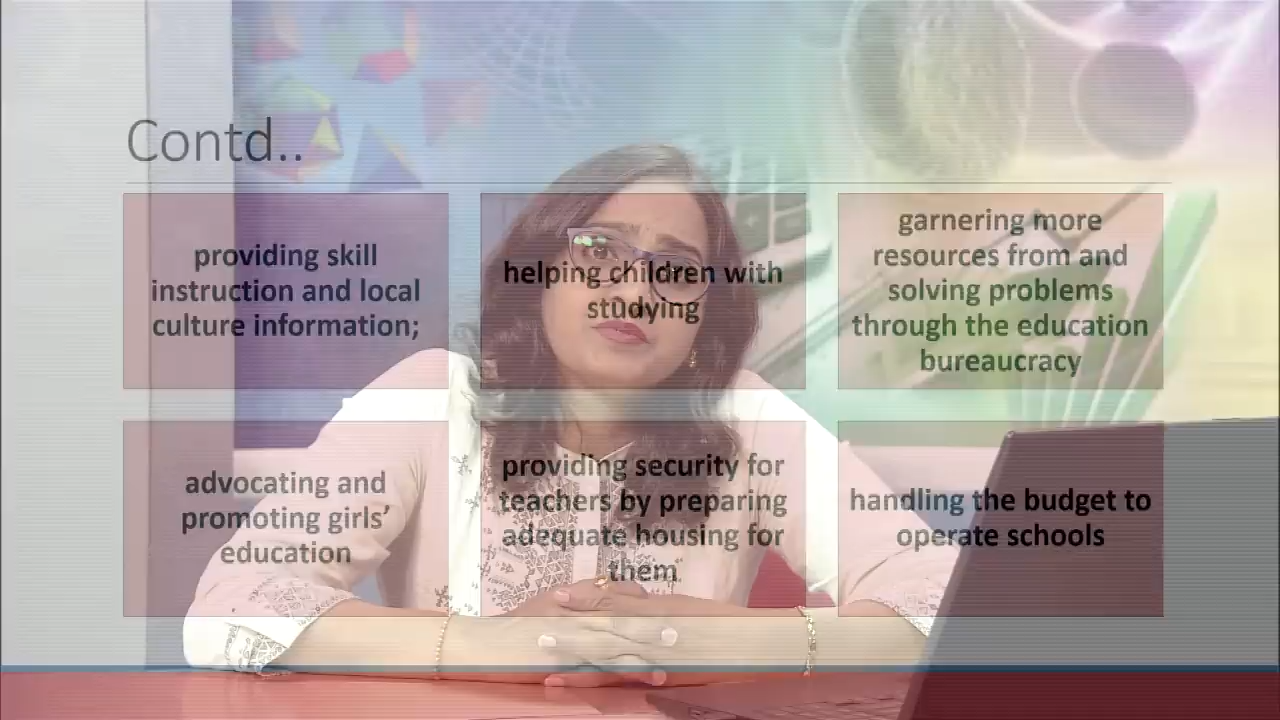 Contd..
providing skill
instruction and local
culture information;
helping children with
studying
garnering more
resources from and
solving problems
through the education
bureaucracy
advocating and
promoting girls’
education
providing security for
teachers by preparing
adequate housing for
them
handling the budget to
operate schools